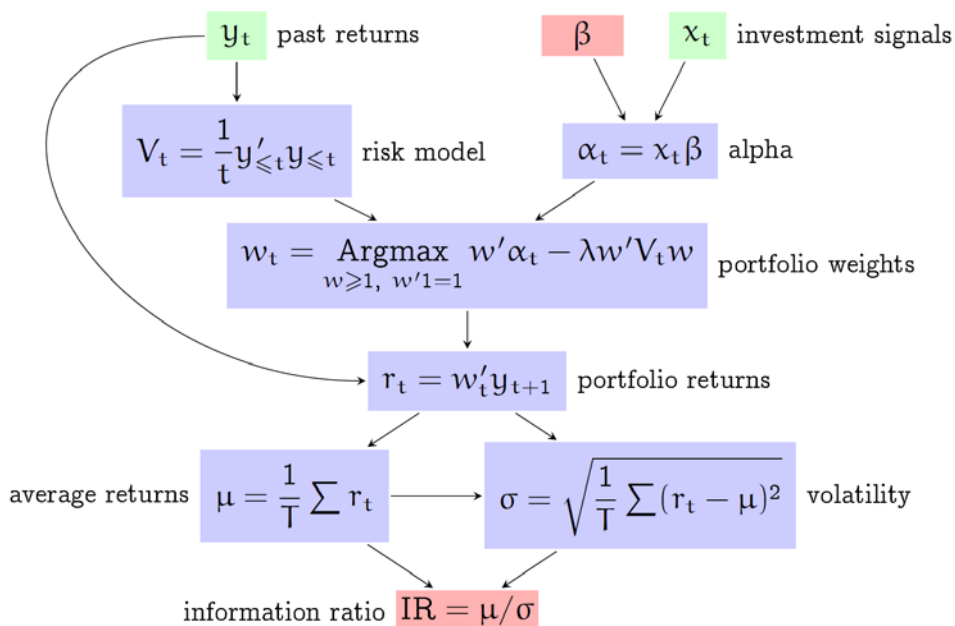 yₜ past returns
β
xₜ investment signals
Vₜ = 1/t y′⩽ₜ y⩽ₜ risk model
αₜ = xₜβ alpha
wₜ = Argmax w′αₜ − λw′Vₜw
w⩾1, w′1=1
portfolio weights
rₜ = w′ₜyₜ₊₁ portfolio returns
average returns μ = 1/T ∑ rₜ
σ = √(1/T ∑(rₜ − μ)²) volatility
information ratio IR = μ/σ